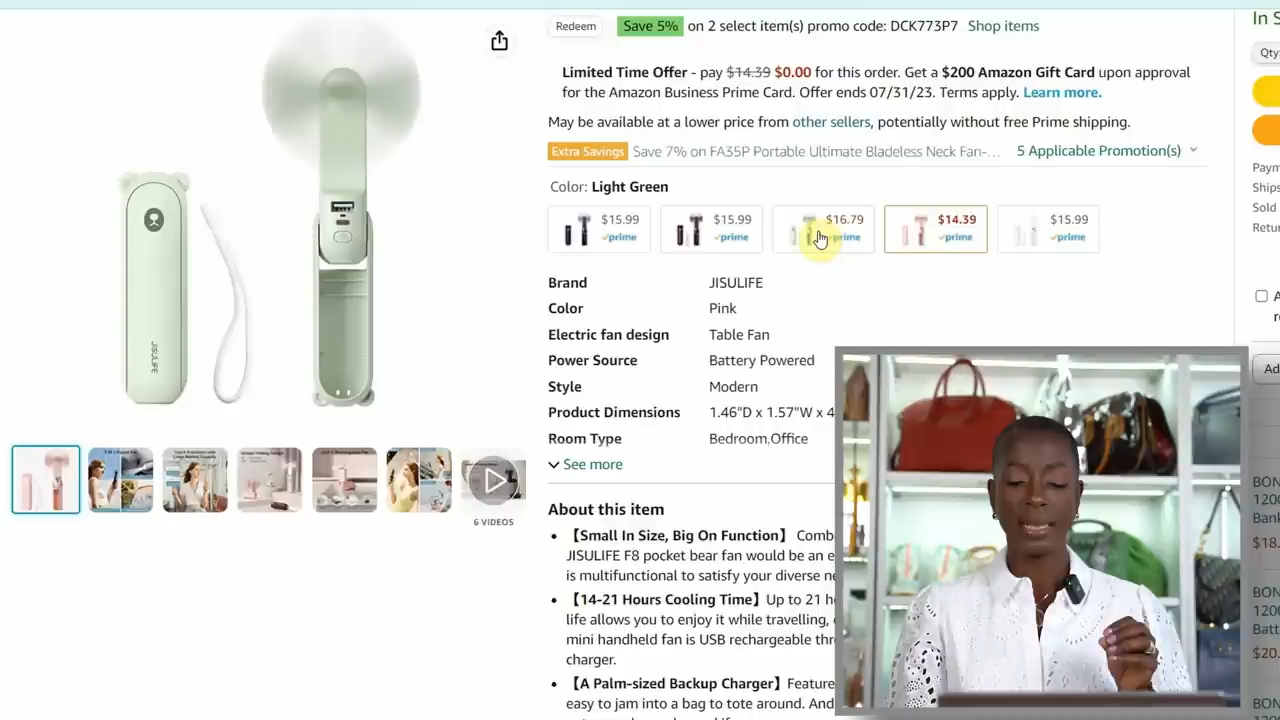 Redeem Save 5% on 2 select item(s) promo code: DCK773P7 Shop items
Limited Time Offer - pay $14.39 $0.00 for this order. Get a $200 Amazon Gift Card upon approval
for the Amazon Business Prime Card. Offer ends 07/31/23. Terms apply. Learn more.
May be available at a lower price from other sellers, potentially without free Prime shipping.
Extra Savings Save 7% on FA35P Portable Ultimate Bladeless Neck Fan-... 5 Applicable Promotion(s)
Color: Light Green
$15.99 $15.99 $16.79 $14.39 $15.99
prime prime prime prime prime
Brand JISULIFE
Color Pink
Electric fan design Table Fan
Power Source Battery Powered
Style Modern
Product Dimensions 1.46"D x 1.57"W x 4
Room Type Bedroom,Office
See more
About this item
【Small In Size, Big On Function】 Comb
JISULIFE F8 pocket bear fan would be an e
is multifunctional to satisfy your diverse ne
【14-21 Hours Cooling Time】Up to 21 h
life allows you to enjoy it while travelling,
mini handheld fan is USB rechargeable thr
charger.
【A Palm-sized Backup Charger】Feature
easy to jam into a bag to tote around. And
JISULIFE
6 VIDEOS
In S
Qty
Paym
Ships
Sold
Retur
A
r
Ad
BON
1200
Bank
$18.
BON
1200
Batt
$20.
BON